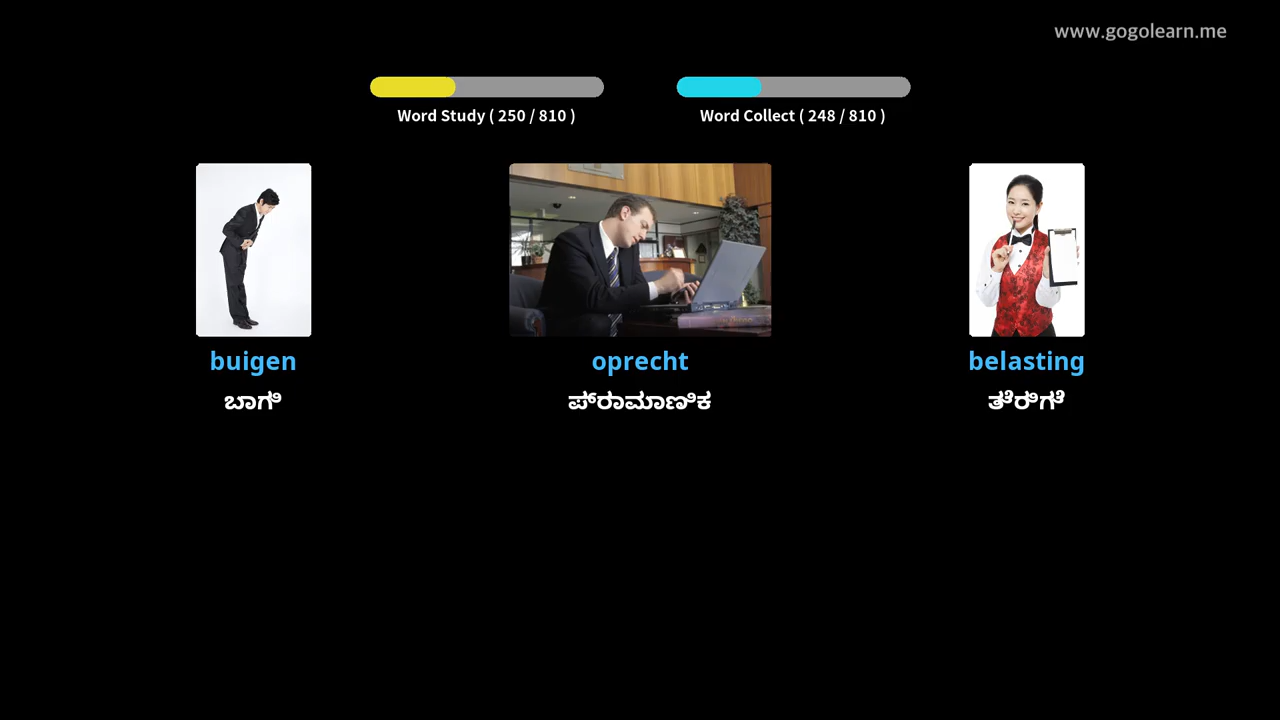 www.gogolearn.me
Word Study ( 250 / 810 )
Word Collect ( 248 / 810 )
buigen
oprecht
belasting
ಬಾಗಿ
ಪ್ರಾಮಾಣಿಕ
ತೆರಿಗೆ